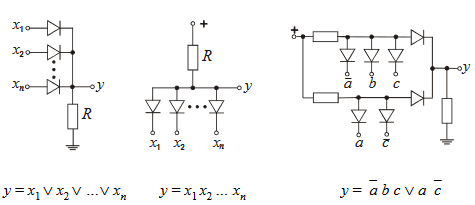 x₁
x₂
xₙ
y
R
+
R
y
x₁ x₂ xₙ
+
a̅ b c
y
a c̅
y = x₁ ∨ x₂ ∨ ...∨ xₙ
y = x₁ x₂ ... xₙ
y = a̅ b c ∨ a c̅